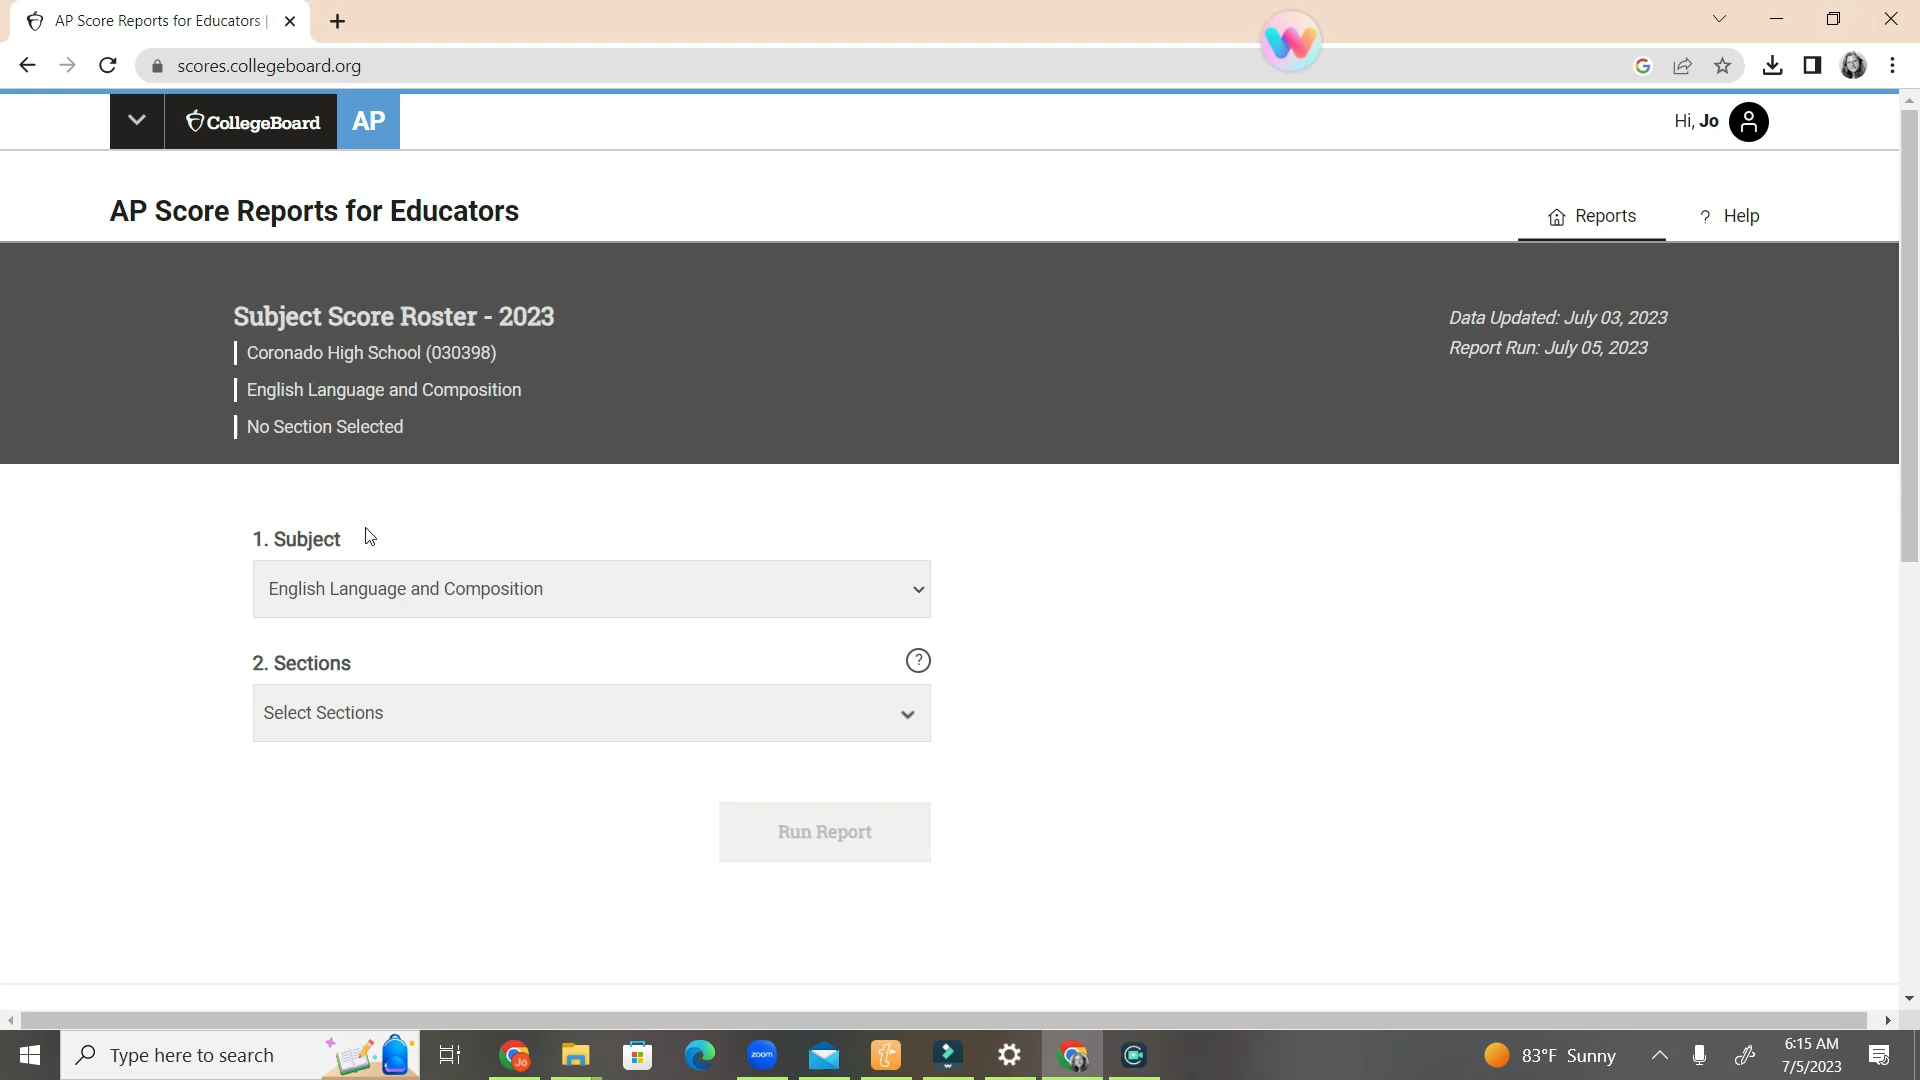 AP Score Reports for Educators |
scores.collegeboard.org
CollegeBoard
AP
Hi, Jo
AP Score Reports for Educators
Reports
? Help
Subject Score Roster - 2023
Data Updated: July 03, 2023
Coronado High School (030398)
Report Run: July 05, 2023
English Language and Composition
No Section Selected
1. Subject
English Language and Composition
2. Sections
?
Select Sections
Run Report
Type here to search
Jo
zoom
83°F Sunny
6:15 AM
7/5/2023